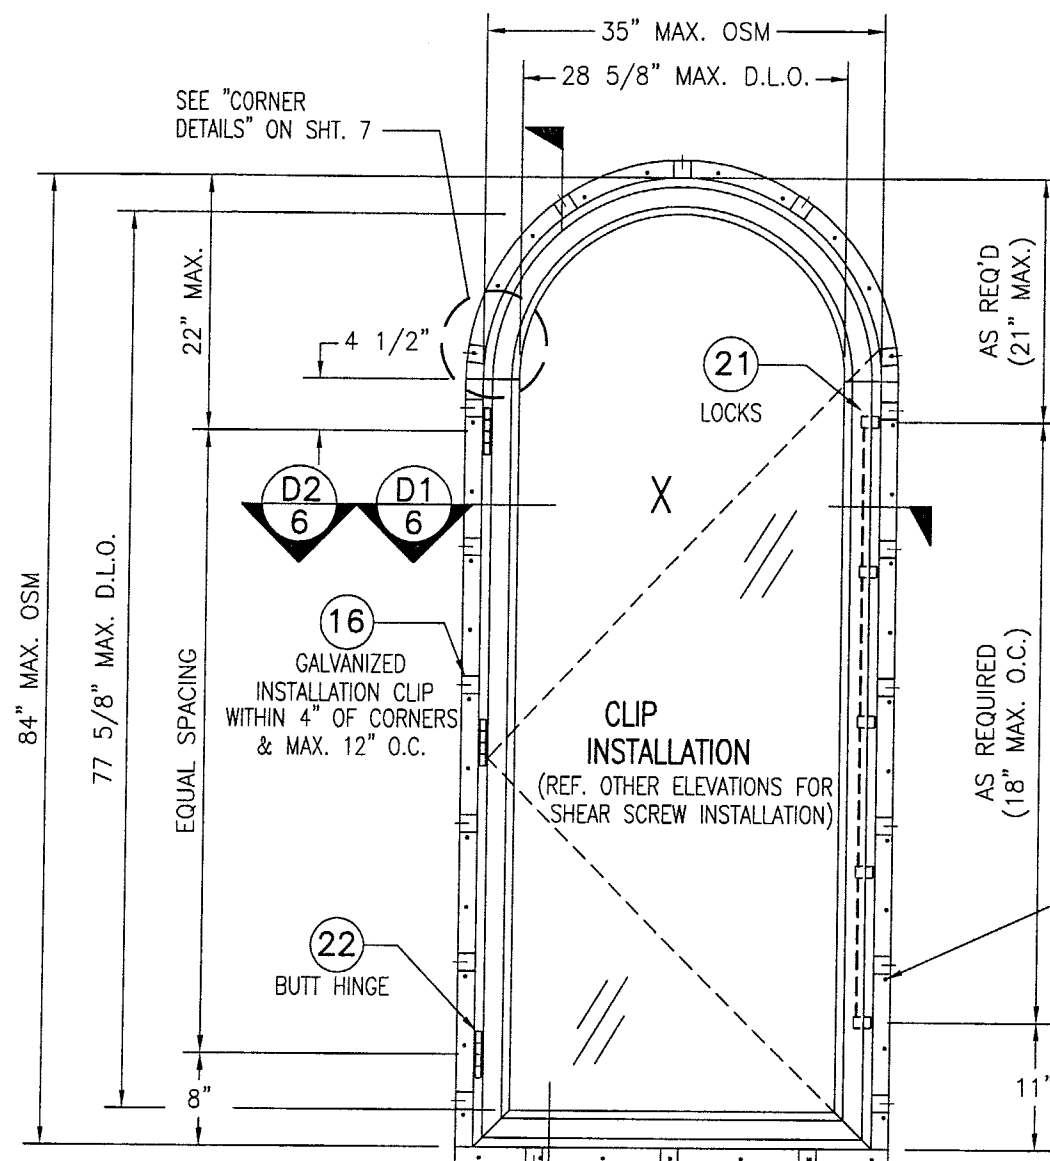 35" MAX. OSM
28 5/8" MAX. D.L.O.
SEE "CORNER
DETAILS" ON SHT. 7
22" MAX.
4 1/2"
AS REQ'D
(21" MAX.)
21
LOCKS
D2
6
D1
6
X
84" MAX. OSM
77 5/8" MAX. D.L.O.
EQUAL SPACING
16
GALVANIZED
INSTALLATION CLIP
WITHIN 4" OF CORNERS
& MAX. 12" O.C.
CLIP
INSTALLATION
(REF. OTHER ELEVATIONS FOR
SHEAR SCREW INSTALLATION)
AS REQUIRED
(18" MAX. O.C.)
22
BUTT HINGE
8"
11"